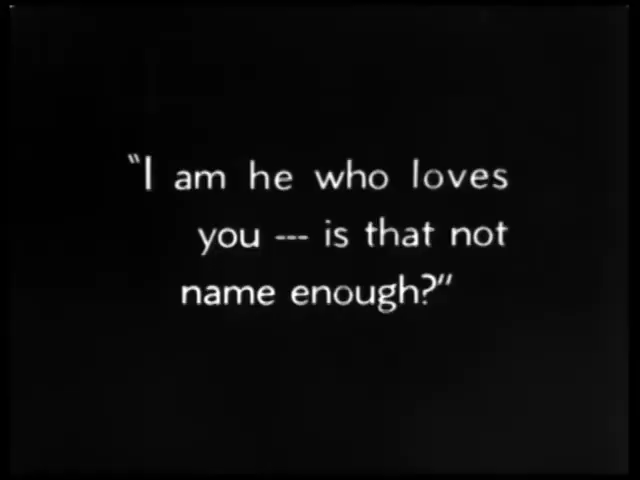 "I am he who loves
you --- is that not
name enough?"